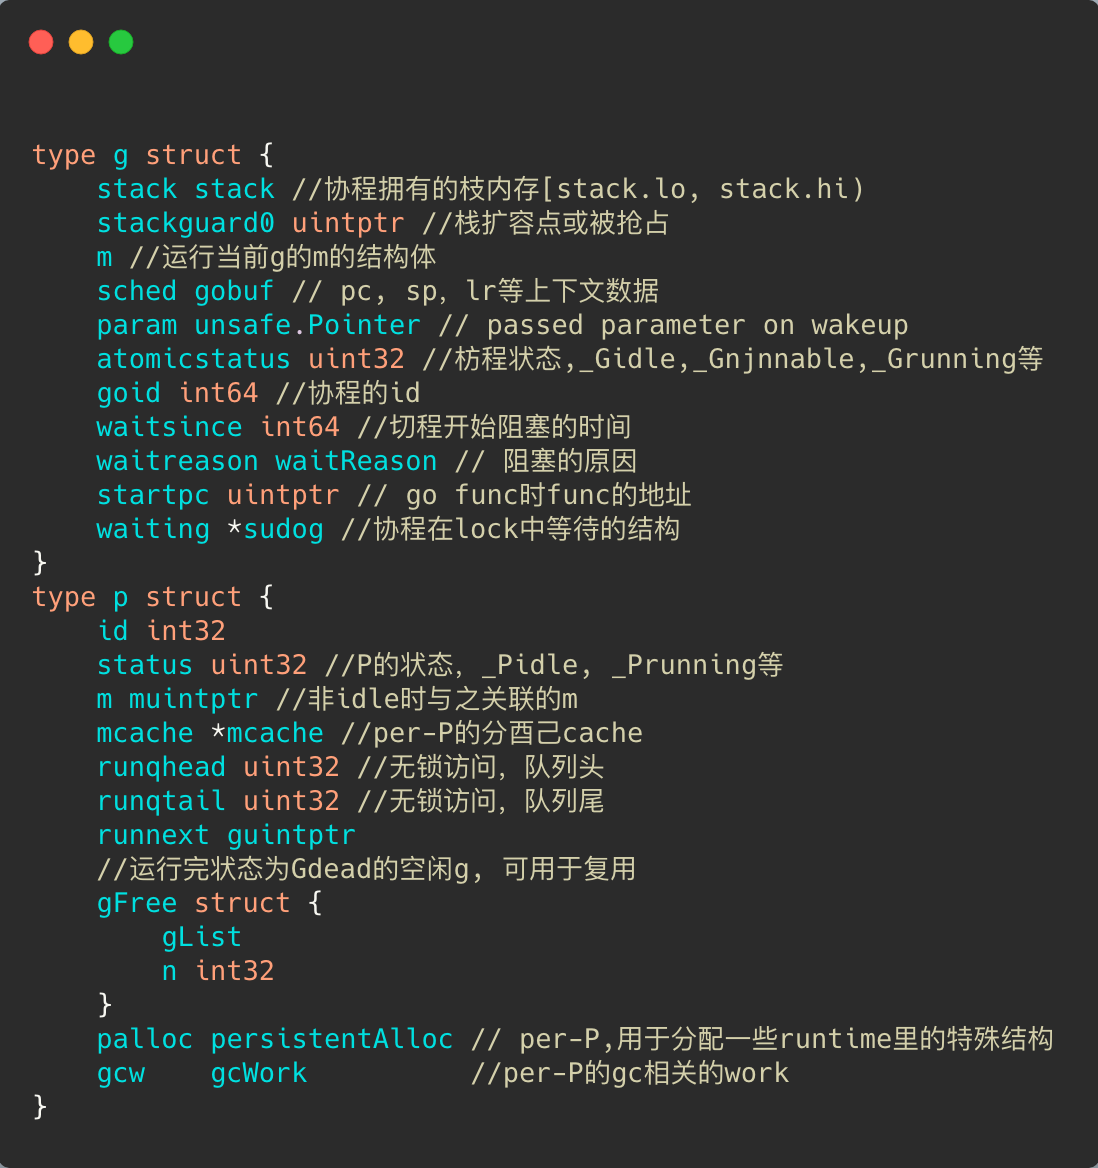 type g struct {
    stack stack //协程拥有的枝内存[stack.lo, stack.hi)
    stackguard0 uintptr //栈扩容点或被抢占
    m //运行当前g的m的结构体
    sched gobuf // pc, sp, lr等上下文数据
    param unsafe.Pointer // passed parameter on wakeup
    atomicstatus uint32 //枋程状态,_Gidle,_Gnjnnable,_Grunning等
    goid int64 //协程的id
    waitsince int64 //切程开始阻塞的时间
    waitreason waitReason // 阻塞的原因
    startpc uintptr // go func时func的地址
    waiting *sudog //协程在lock中等待的结构
}
type p struct {
    id int32
    status uint32 //P的状态, _Pidle, _Prunning等
    m muintptr //非idle时与之关联的m
    mcache *mcache //per-P的分酉己cache
    runqhead uint32 //无锁访问, 队列头
    runqtail uint32 //无锁访问, 队列尾
    runnext guintptr
    //运行完状态为Gdead的空闲g, 可用于复用
    gFree struct {
        gList
        n int32
    }
    palloc persistentAlloc // per-P,用于分配一些runtime里的特殊结构
    gcw    gcWork          //per-P的gc相关的work
}